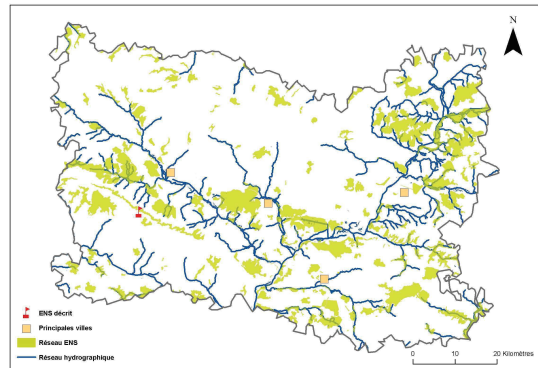 N
ENS décrit
Principales villes
Réseau ENS
Réseau hydrographique
0 10 20 Kilomètres